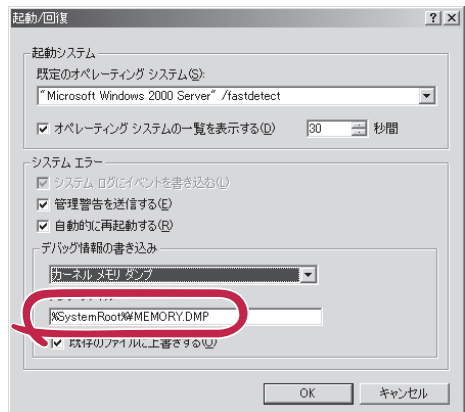 起動/回復
起動システム
既定のオペレーティング システム(S):
"Microsoft Windows 2000 Server" /fastdetect
オペレーティング システムの一覧を表示する(D) 30 秒間
システム エラー
システム ログにイベントを書き込む(L)
管理警告を送信する(E)
自動的に再起動する(R)
デバッグ情報の書き込み
カーネル メモリ ダンプ
%SystemRoot%¥MEMORY.DMP
既存のファイルに上書きする(O)
OK キャンセル